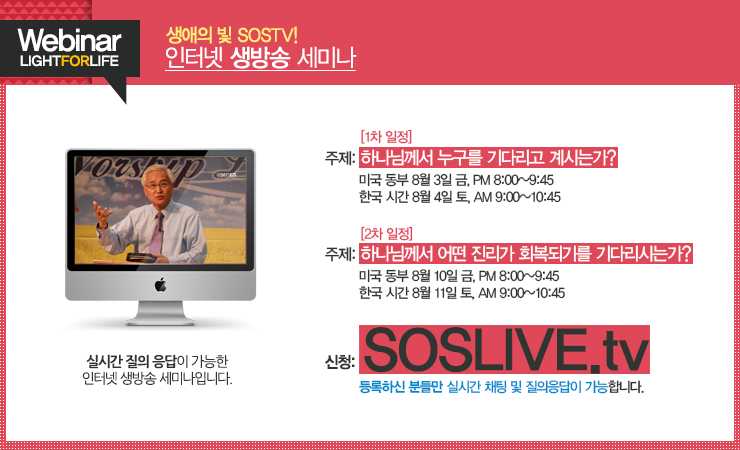 Webinar
LIGHTFORLIFE
생애의 빛 SOSTV!
인터넷 생방송 세미나
[1차 일정]
주제: 하나님께서 누구를 기다리고 계시는가?
미국 동부 8월 3일 금, PM 8:00~9:45
한국 시간 8월 4일 토, AM 9:00~10:45
[2차 일정]
주제: 하나님께서 어떤 진리가 회복되기를 기다리시는가?
미국 동부 8월 10일 금, PM 8:00~9:45
한국 시간 8월 11일 토, AM 9:00~10:45
신청: SOSLIVE.tv
등록하신 분들만 실시간 채팅 및 질의응답이 가능합니다.
실시간 질의 응답이 가능한
인터넷 생방송 세미나입니다.